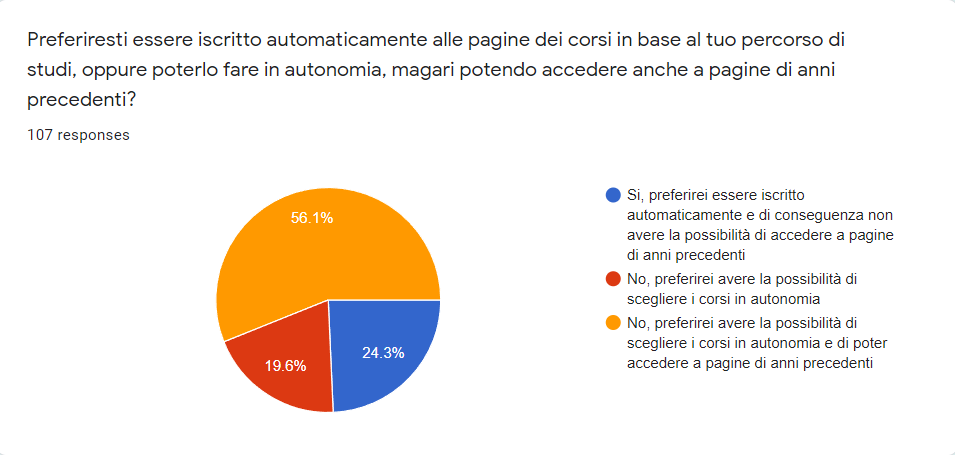 Preferiresti essere iscritto automaticamente alle pagine dei corsi in base al tuo percorso di
studi, oppure poterlo fare in autonomia, magari potendo accedere anche a pagine di anni
precedenti?
107 responses
56.1%
24.3%
19.6%
Si, preferirei essere iscritto
automaticamente e di conseguenza non
avere la possibilità di accedere a pagine
di anni precedenti
No, preferirei avere la possibilità di
scegliere i corsi in autonomia
No, preferirei avere la possibilità di
scegliere i corsi in autonomia e di poter
accedere a pagine di anni precedenti